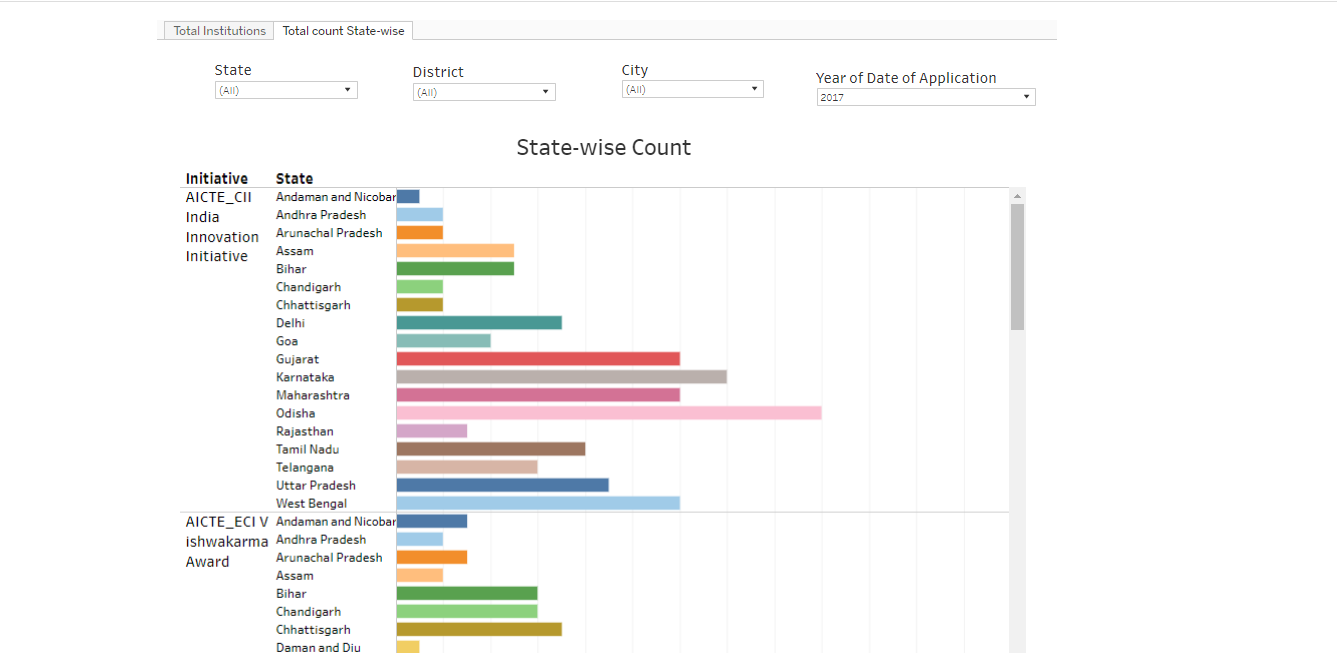 Total Institutions Total count State-wise
State District City Year of Date of Application
(All) (All) (All) 2017
State-wise Count
Initiative State
AICTE_CII Andaman and Nicobar
India Andhra Pradesh
Innovation Arunachal Pradesh
Initiative Assam
Bihar
Chandigarh
Chhattisgarh
Delhi
Goa
Gujarat
Karnataka
Maharashtra
Odisha
Rajasthan
Tamil Nadu
Telangana
Uttar Pradesh
West Bengal
AICTE_ECI V Andaman and Nicobar
ishwakarma Andhra Pradesh
Award Arunachal Pradesh
Assam
Bihar
Chandigarh
Chhattisgarh
Daman and Diu